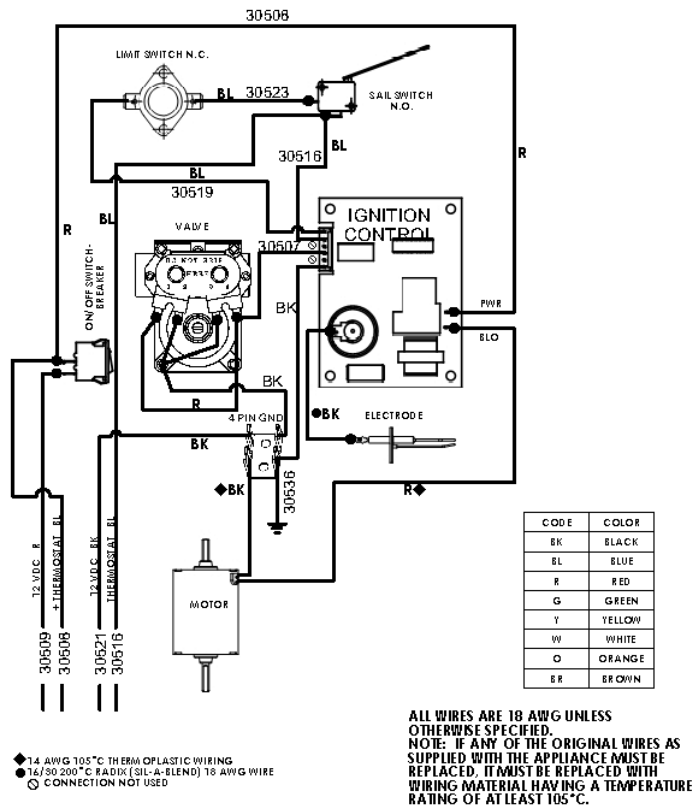 30508
LIMIT SWITCH N.C.
BL 30523
SAIL SWITCH
N.O.
30516 BL
BL
30519
R
R
BL
VALVE
IGNITION
CONTROL
30507
DO NOT
ON/OFF SWITCH-
BREAKER
BK
PWR
BLO
BK
R
4 PIN GND
●BK
ELECTRODE
BK
◆BK
30536
R◆
12 VDC R
+ THERMOSTAT BL
12 VDC BK
THERMOSTAT BL
MOTOR
30509
30508
30521
30516
CODE COLOR
BK BLACK
BL BLUE
R RED
G GREEN
Y YELLOW
W WHITE
O ORANGE
BR BROWN
ALL WIRES ARE 18 AWG UNLESS
OTHERWISE SPECIFIED.
NOTE: IF ANY OF THE ORIGINAL WIRES AS
SUPPLIED WITH THE APPLIANCE MUST BE
REPLACED, IT MUST BE REPLACED WITH
WIRING MATERIAL HAVING A TEMPERATURE
RATING OF AT LEAST 105°C.
◆ 14 AWG 105°C THERMOPLASTIC WIRING
● 16/30 200°C RADIX (SIL-A-BLEND) 18 AWG WIRE
⦸ CONNECTION NOT USED